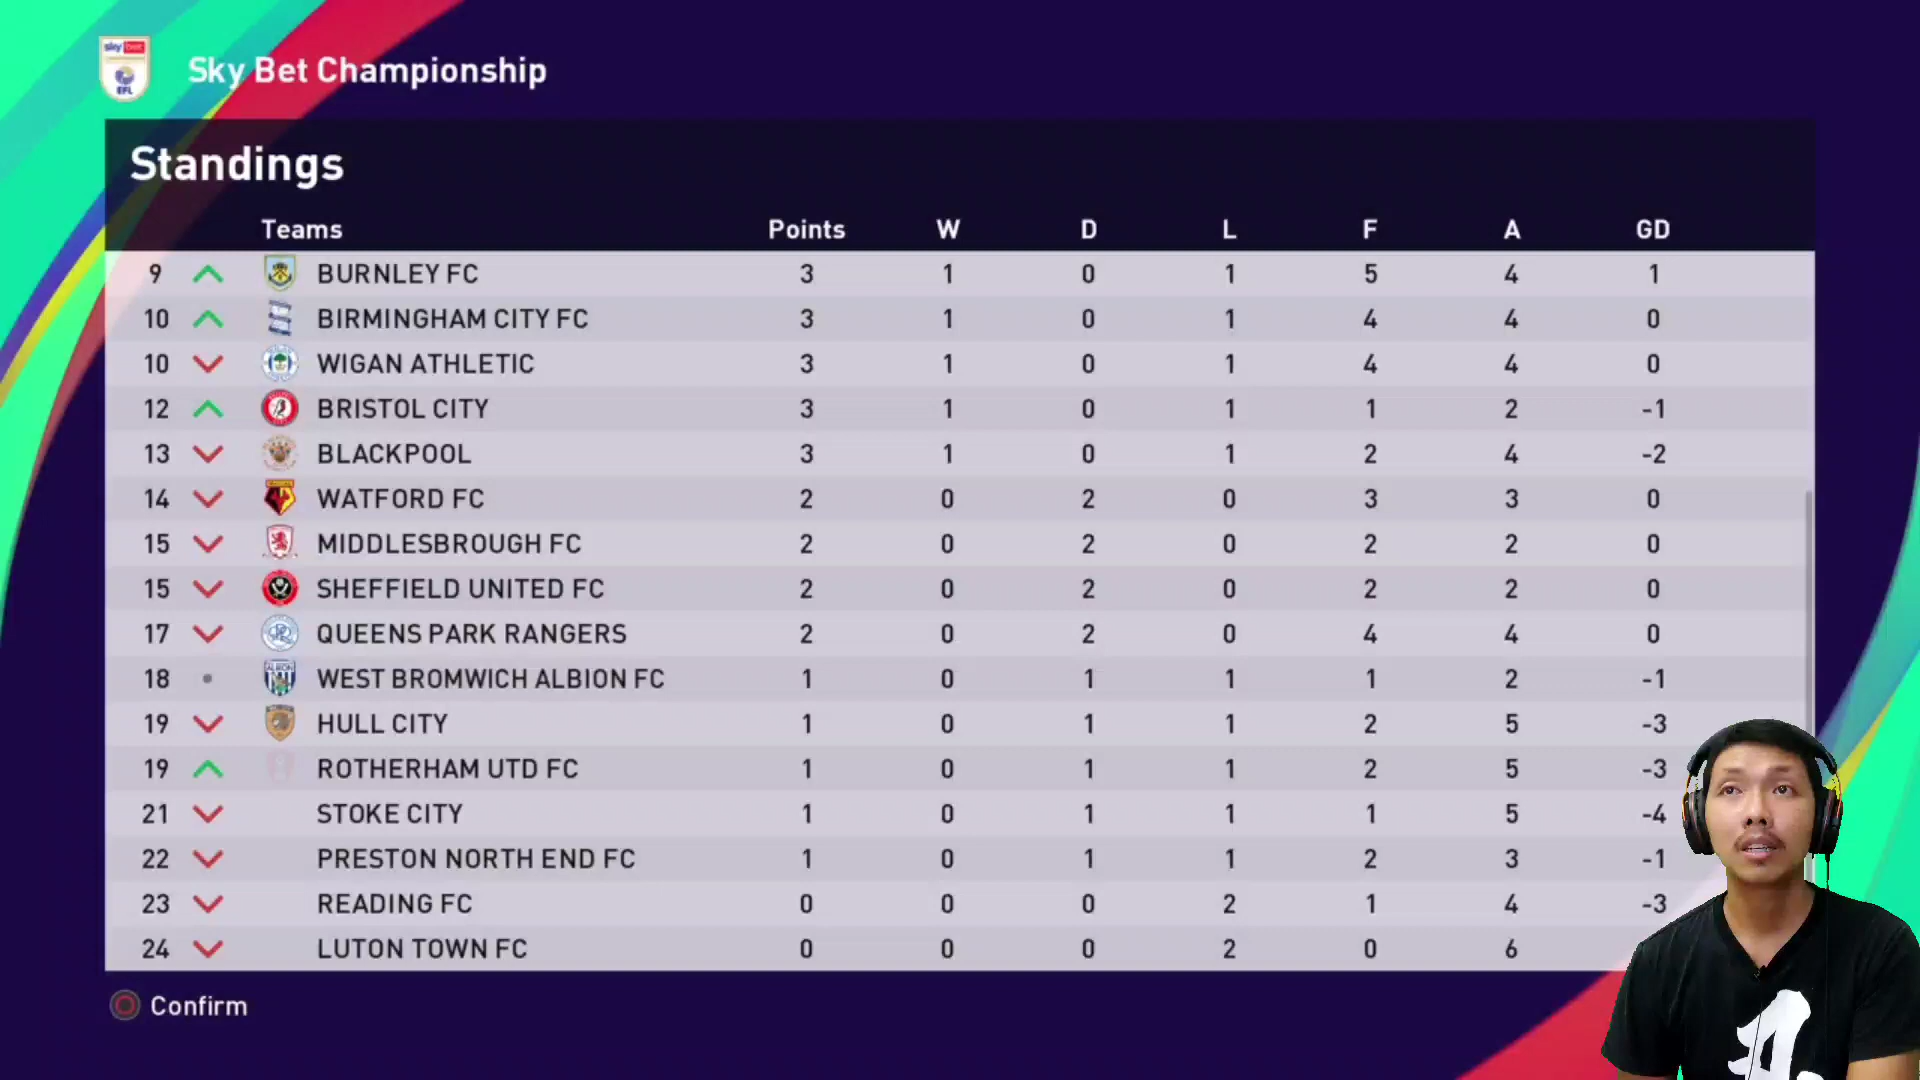 sky bet
EFL
Sky Bet Championship
Standings
Teams Points W D L F A GD
9 BURNLEY FC 3 1 0 1 5 4 1
10 BIRMINGHAM CITY FC 3 1 0 1 4 4 0
10 WIGAN ATHLETIC 3 1 0 1 4 4 0
12 BRISTOL CITY 3 1 0 1 1 2 -1
13 BLACKPOOL 3 1 0 1 2 4 -2
14 WATFORD FC 2 0 2 0 3 3 0
15 MIDDLESBROUGH FC 2 0 2 0 2 2 0
15 SHEFFIELD UNITED FC 2 0 2 0 2 2 0
17 QUEENS PARK RANGERS 2 0 2 0 4 4 0
18 WEST BROMWICH ALBION FC 1 0 1 1 1 2 -1
19 HULL CITY 1 0 1 1 2 5 -3
19 ROTHERHAM UTD FC 1 0 1 1 2 5 -3
21 STOKE CITY 1 0 1 1 1 5 -4
22 PRESTON NORTH END FC 1 0 1 1 2 3 -1
23 READING FC 0 0 0 2 1 4 -3
24 LUTON TOWN FC 0 0 0 2 0 6
Confirm